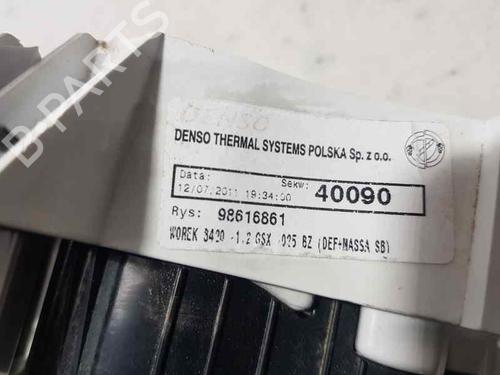 B PARTS
DENSO
DENSO THERMAL SYSTEMS POLSKA Sp. z o.o.
Data: Sekw:
12/07/2011 19:34:00 40090
Rys: 98616861
WOREK 3420 -1.2 GSX -025 BZ (DEF+MASSA SB)